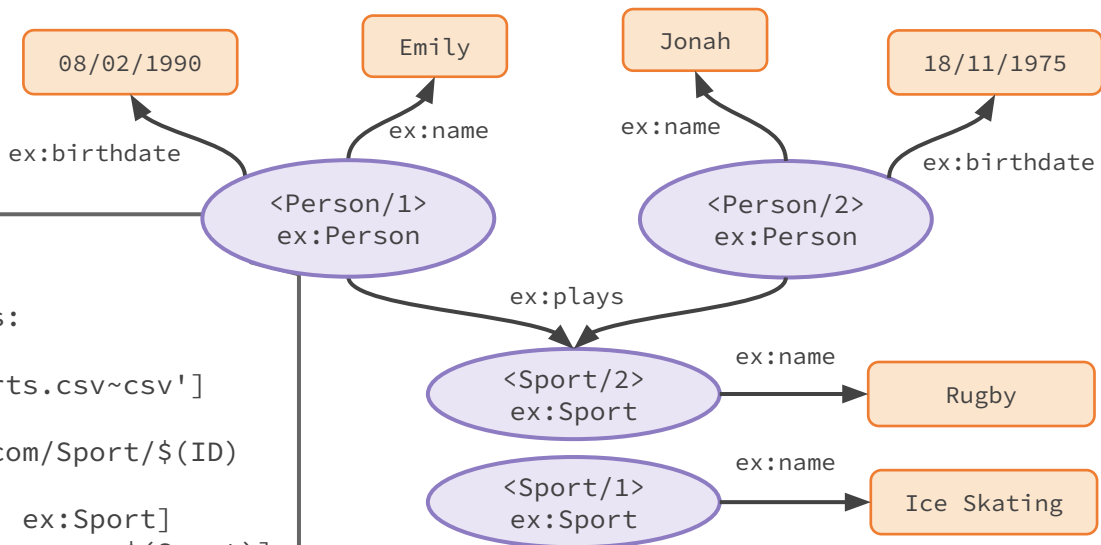 08/02/1990
Emily
Jonah
18/11/1975
ex:birthdate
ex:name
ex:name
ex:birthdate
<Person/1>
ex:Person
<Person/2>
ex:Person
ex:plays
s:
rts.csv~csv']
com/Sport/$(ID)
ex:Sport]
<Sport/2>
ex:Sport
ex:name
Rugby
<Sport/1>
ex:Sport
ex:name
Ice Skating